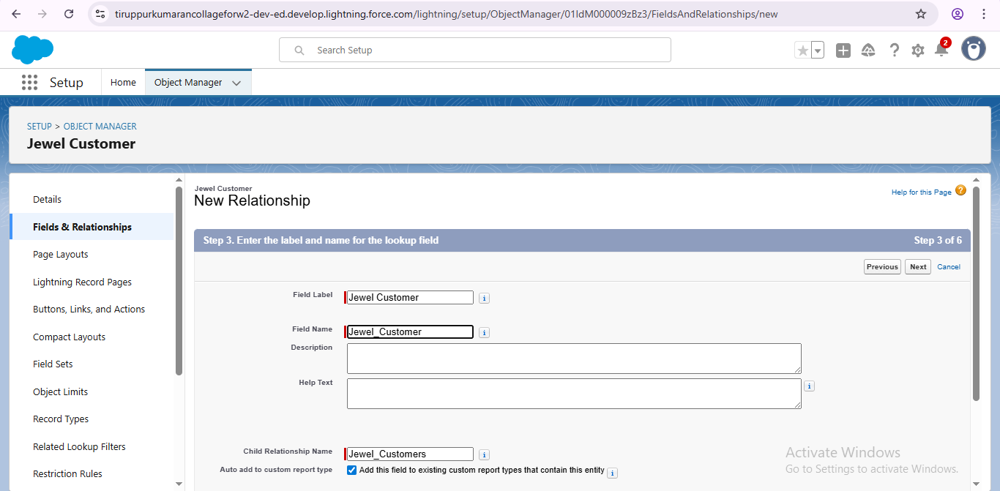 tiruppurkumarancollageforw2-dev-ed.develop.lightning.force.com/lightning/setup/ObjectManager/01IdM000009zBz3/FieldsAndRelationships/new
Search Setup
2
Setup
Home
Object Manager
SETUP > OBJECT MANAGER
Jewel Customer
Details
Fields & Relationships
Page Layouts
Lightning Record Pages
Buttons, Links, and Actions
Compact Layouts
Field Sets
Object Limits
Record Types
Related Lookup Filters
Restriction Rules
Jewel Customer
New Relationship
Help for this Page ?
Step 3. Enter the label and name for the lookup field
Step 3 of 6
Previous Next Cancel
Field Label Jewel Customer i
Field Name Jewel_Customer i
Description
Help Text i
Child Relationship Name Jewel_Customers i
Auto add to custom report type Add this field to existing custom report types that contain this entity i
Activate Windows
Go to Settings to activate Windows.